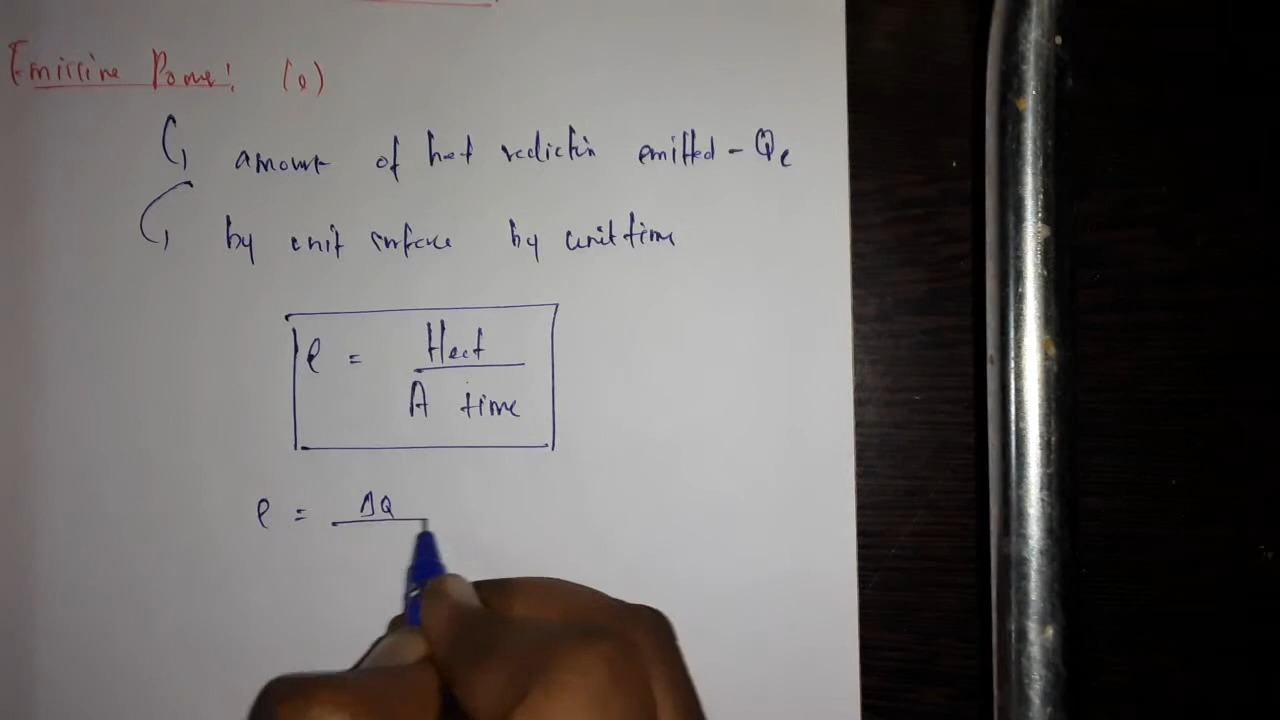 Emissive Power: (e)
amount of heat radiation emitted - Qe
by unit surface by unit time
e = Heat
A time
e = ΔQ